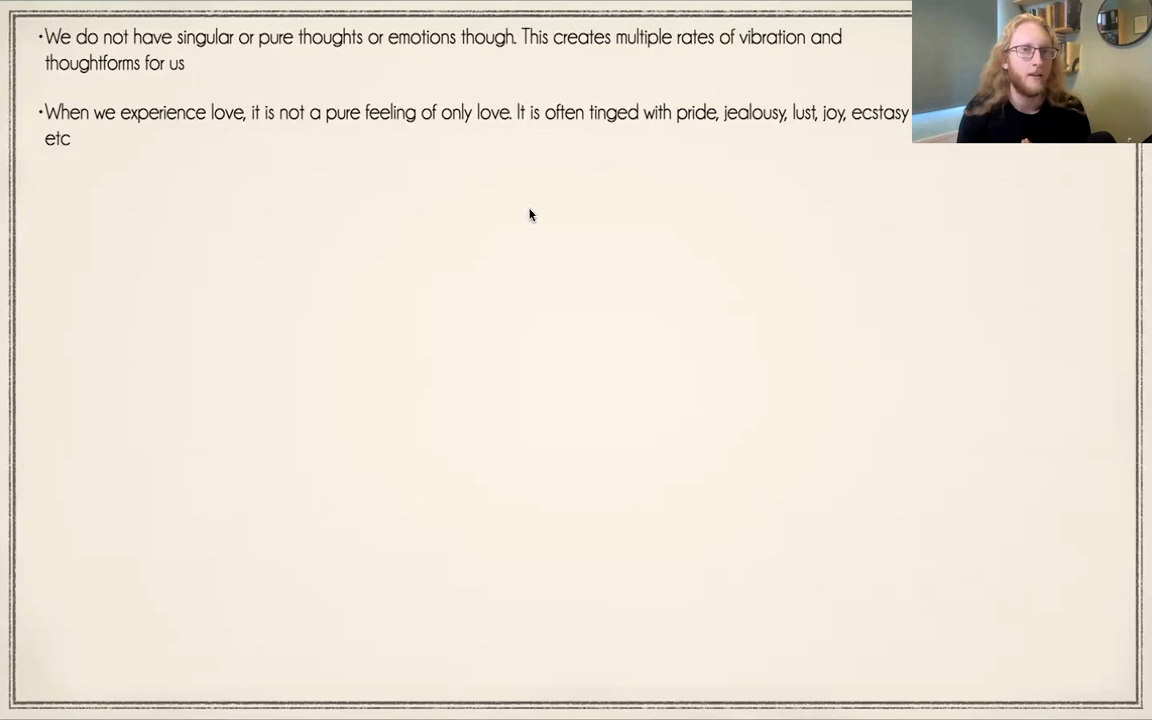 •We do not have singular or pure thoughts or emotions though. This creates multiple rates of vibration and
thoughtforms for us
•When we experience love, it is not a pure feeling of only love. It is often tinged with pride, jealousy, lust, joy, ecstasy
etc